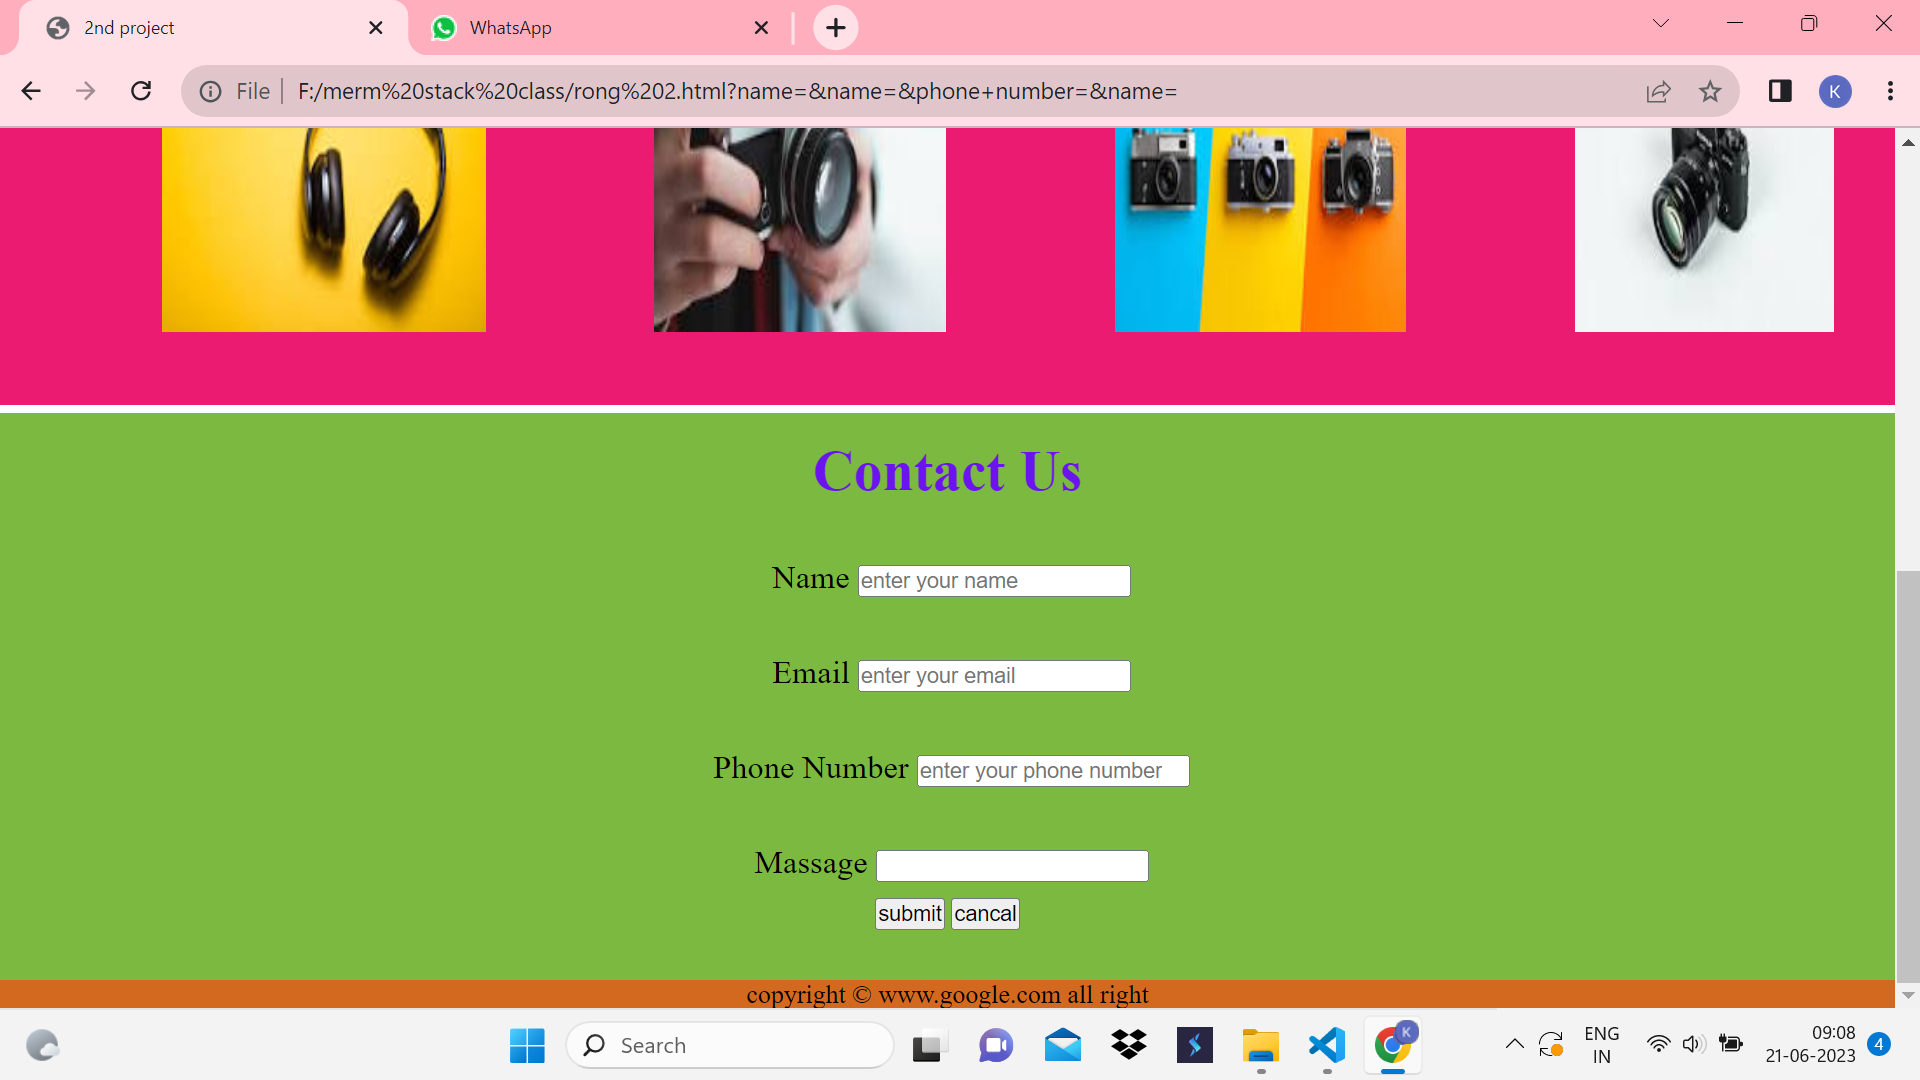 2nd project
WhatsApp
File
F:/merm%20stack%20class/rong%202.html?name=&name=&phone+number=&name=
K
Contact Us
Name enter your name
Email enter your email
Phone Number enter your phone number
Massage
submit cancal
copyright © www.google.com all right
Search
K
ENG
IN
09:08
21-06-2023
4